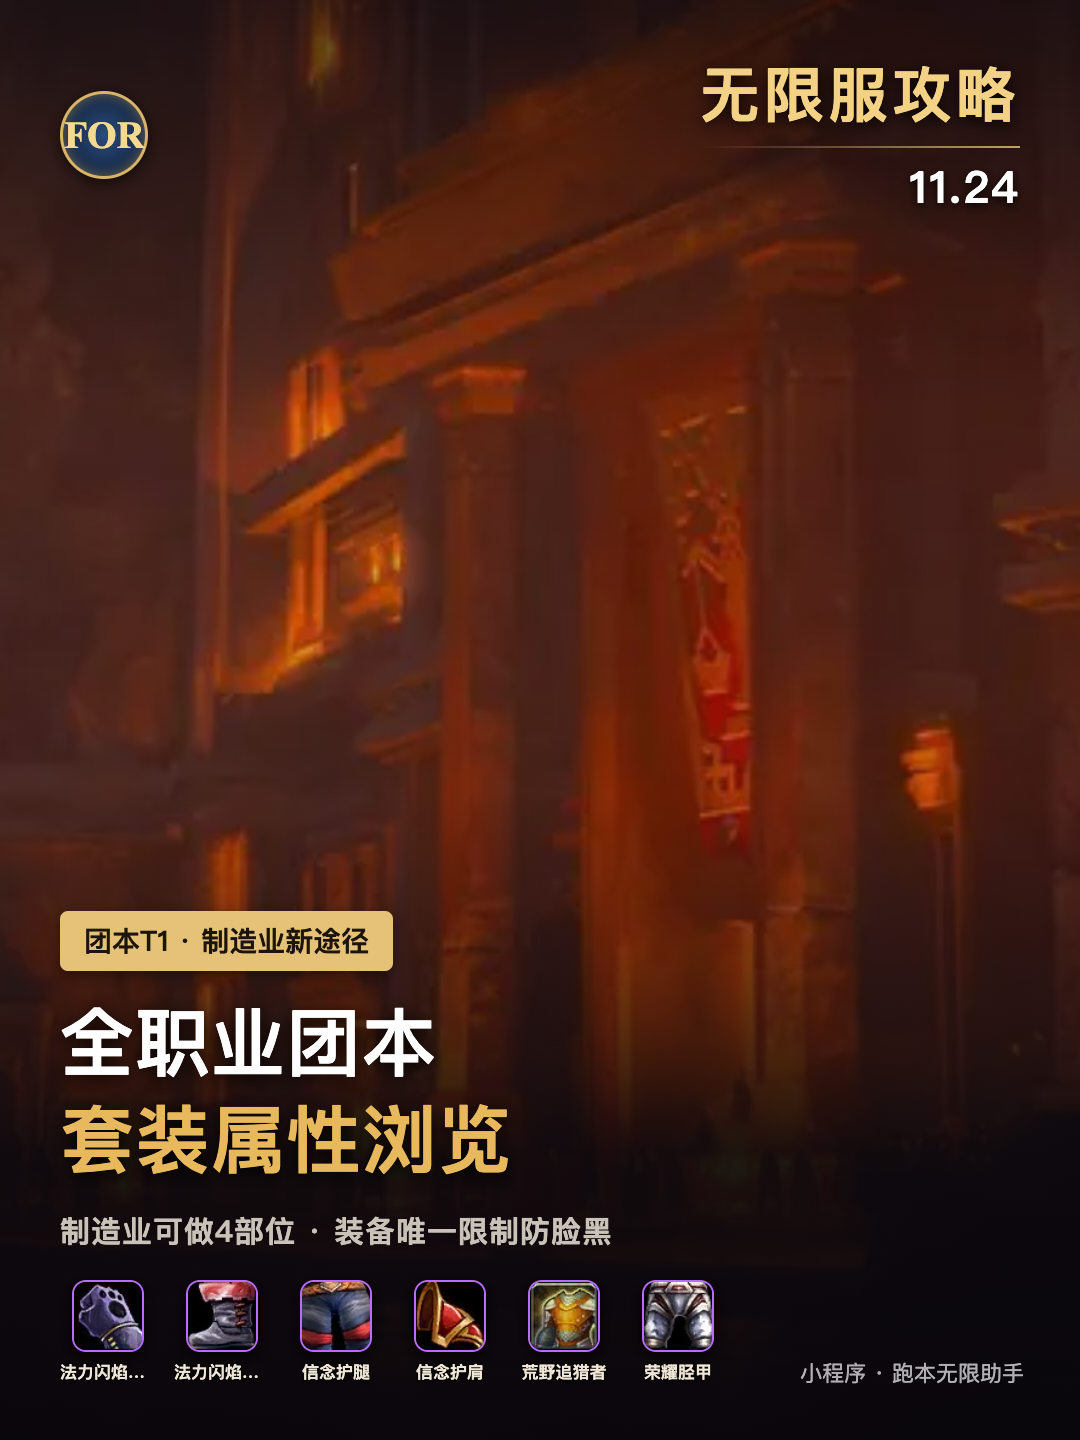 FOR
无限服攻略
11.24
团本T1 · 制造业新途径
全职业团本
套装属性浏览
制造业可做4部位 · 装备唯一限制防脸黑
法力闪焰...
法力闪焰...
信念护腿
信念护肩
荒野追猎者
荣耀胫甲
小程序 · 跑本无限助手